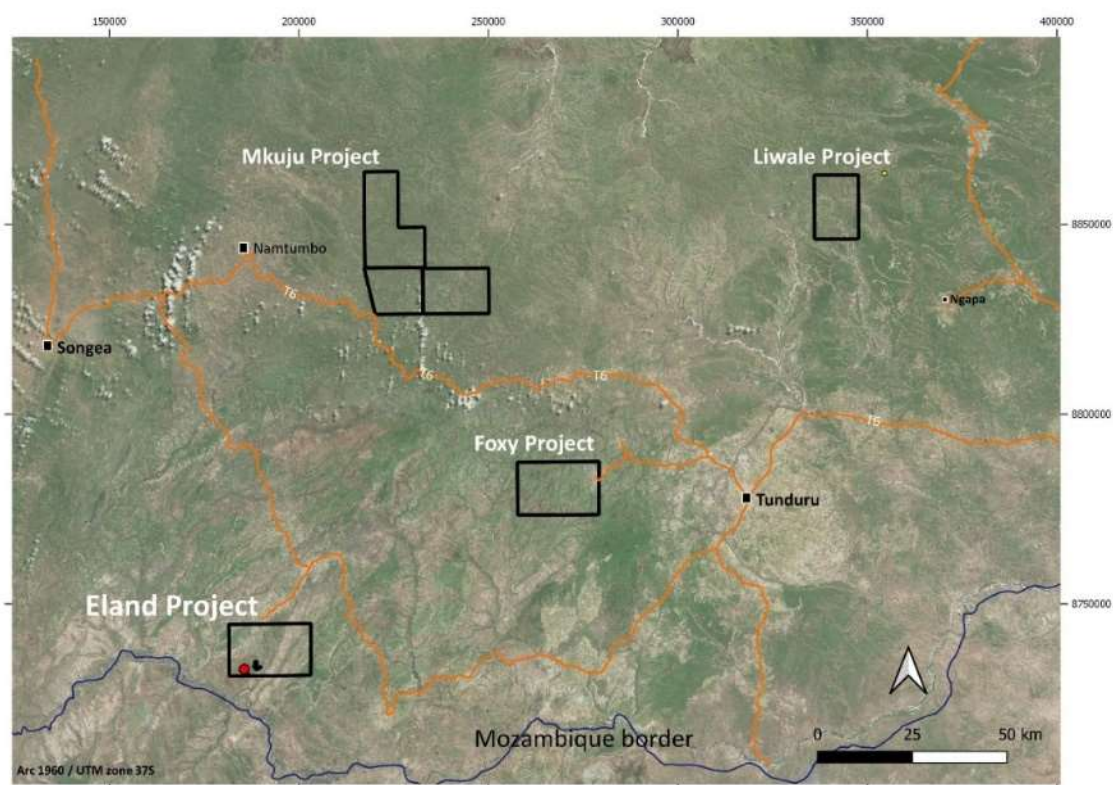 150000
200000
250000
300000
350000
400000
Mkuju Project
Liwale Project
8850000
Namtumbo
T6
Ngapa
Songea
T6
T6
8800000
T6
Foxy Project
Tunduru
Eland Project
8750000
Mozambique border
0 25 50 km
Arc 1960 / UTM zone 37S